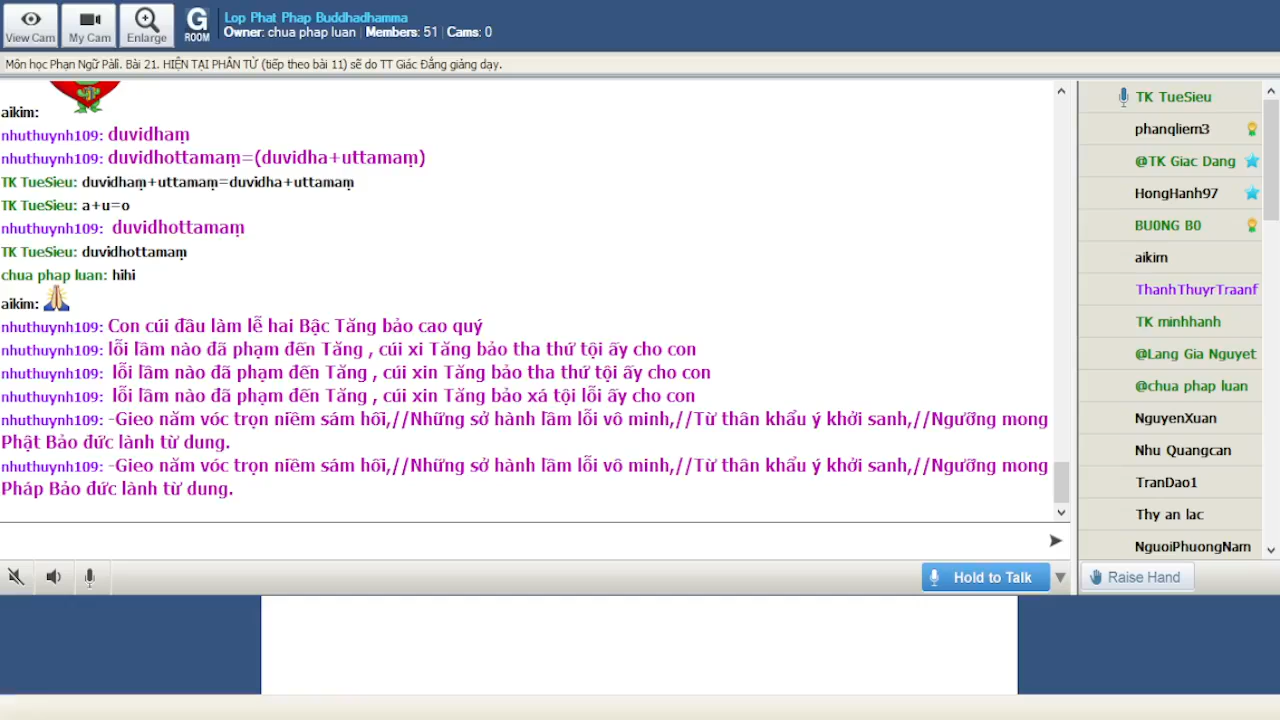 View Cam
My Cam
Enlarge
G
ROOM
Lop Phat Phap Buddhadhamma
Owner: chua phap luan | Members: 51 | Cams: 0
Môn học Phạn Ngữ Pāli. Bài 21. HIỆN TẠI PHÂN TỪ (tiếp theo bài 11) sẽ do TT Giác Đẳng giảng dạy.
aikim:
nhuthuynh109: duvidhaṃ
nhuthuynh109: duvidhottamaṃ=(duvidha+uttamaṃ)
TK TueSieu: duvidhaṃ+uttamaṃ=duvidha+uttamaṃ
TK TueSieu: a+u=o
nhuthuynh109: duvidhottamaṃ
TK TueSieu: duvidhottamaṃ
chua phap luan: hihi
aikim:
nhuthuynh109: Con cúi đầu làm lễ hai Bậc Tăng bảo cao quý
nhuthuynh109: lỗi lầm nào đã phạm đến Tăng , cúi xi Tăng bảo tha thứ tội ấy cho con
nhuthuynh109: lỗi lầm nào đã phạm đến Tăng , cúi xin Tăng bảo tha thứ tội ấy cho con
nhuthuynh109: lỗi lầm nào đã phạm đến Tăng , cúi xin Tăng bảo xá tội lỗi ấy cho con
nhuthuynh109: -Gieo năm vóc trọn niềm sám hối,//Những sở hành lầm lỗi vô minh,//Từ thân khẩu ý khởi sanh,//Ngưỡng mong
Phật Bảo đức lành từ dung.
nhuthuynh109: -Gieo năm vóc trọn niềm sám hối,//Những sở hành lầm lỗi vô minh,//Từ thân khẩu ý khởi sanh,//Ngưỡng mong
Pháp Bảo đức lành từ dung.
Hold to Talk
TK TueSieu
phanqliem3
@TK Giac Dang
HongHanh97
BU0NG B0
aikim
ThanhThuyrTraanf
TK minhhanh
@Lang Gia Nguyet
@chua phap luan
NguyenXuan
Nhu Quangcan
TranDao1
Thy an lac
NguoiPhuongNam
Raise Hand